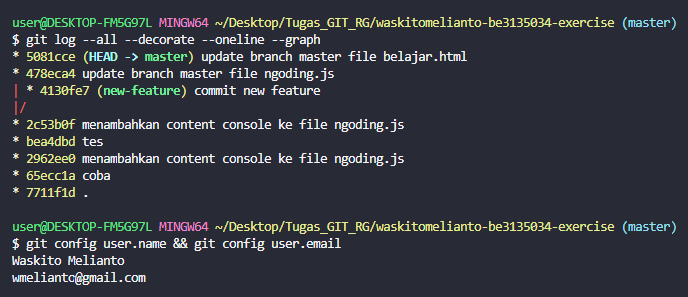 user@DESKTOP-FM5G97L MINGW64 ~/Desktop/Tugas_GIT_RG/waskitomelianto-be3135034-exercise (master)
$ git log --all --decorate --oneline --graph
* 5081cce (HEAD -> master) update branch master file belajar.html
* 478eca4 update branch master file ngoding.js
| * 4130fe7 (new-feature) commit new feature
|/
* 2c53b0f menambahkan content console ke file ngoding.js
* bea4dbd tes
* 2962ee0 menambahkan content console ke file ngoding.js
* 65ecc1a coba
* 7711f1d .
user@DESKTOP-FM5G97L MINGW64 ~/Desktop/Tugas_GIT_RG/waskitomelianto-be3135034-exercise (master)
$ git config user.name && git config user.email
Waskito Melianto
wmelianto@gmail.com